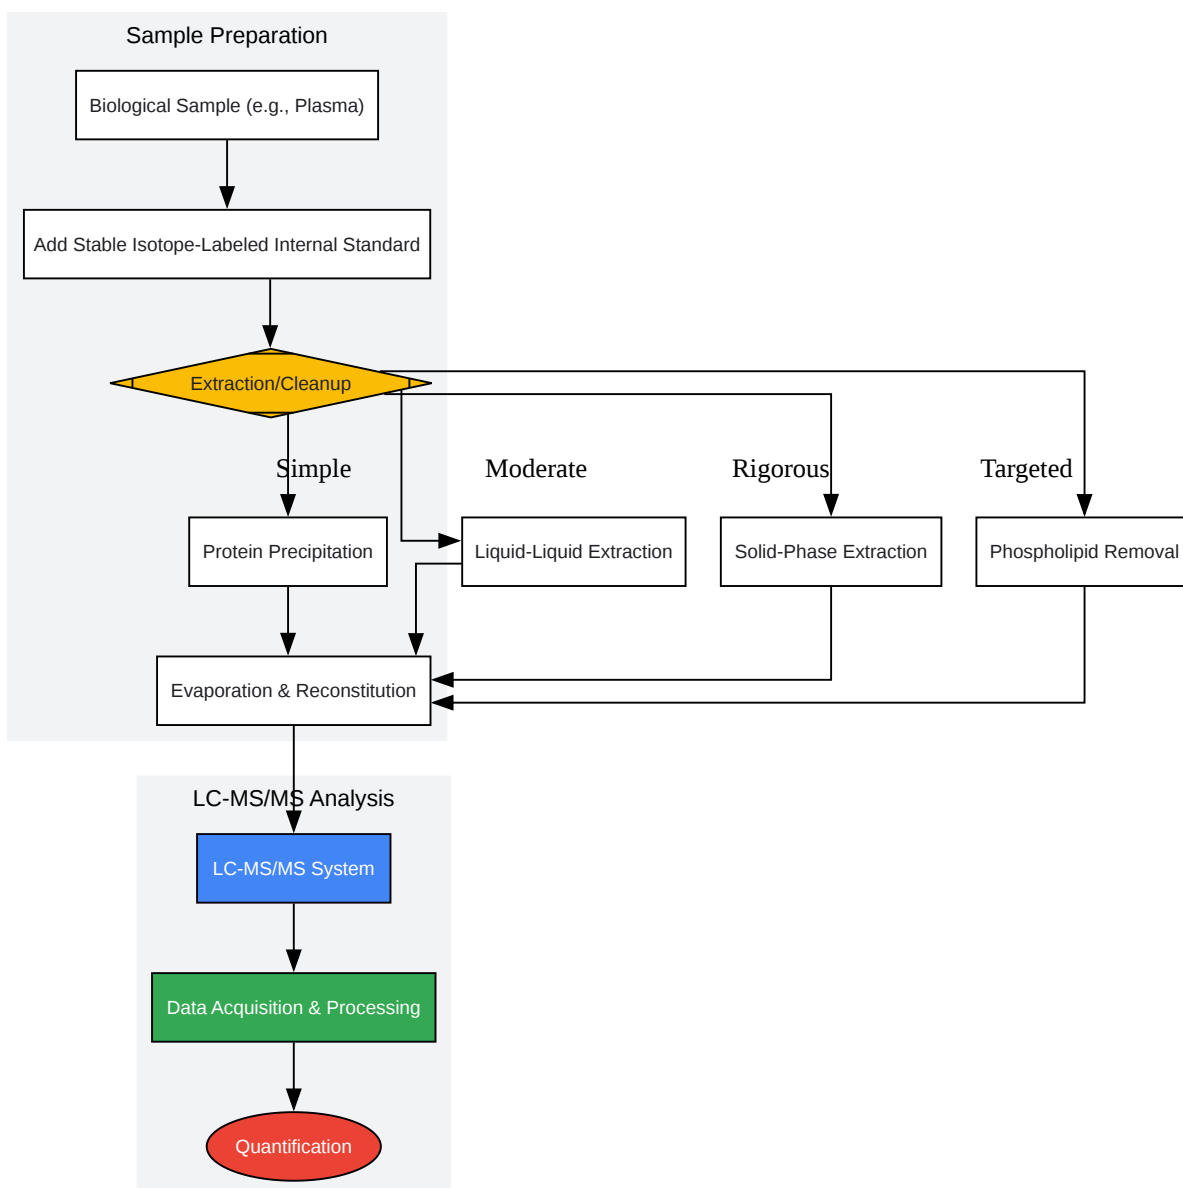 Sample Preparation
Biological Sample (e.g., Plasma)
Add Stable Isotope-Labeled Internal Standard
Extraction/Cleanup
Simple
Moderate
Rigorous
Targeted
Protein Precipitation
Liquid-Liquid Extraction
Solid-Phase Extraction
Phospholipid Removal
Evaporation & Reconstitution
LC-MS/MS Analysis
LC-MS/MS System
Data Acquisition & Processing
Quantification